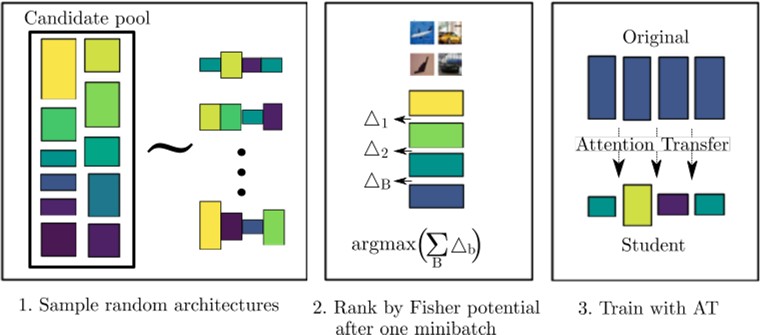 Candidate pool
∼
△1
△2
△B
argmax(∑B △b)
Original
Attention Transfer
Student
1. Sample random architectures
2. Rank by Fisher potential
after one minibatch
3. Train with AT